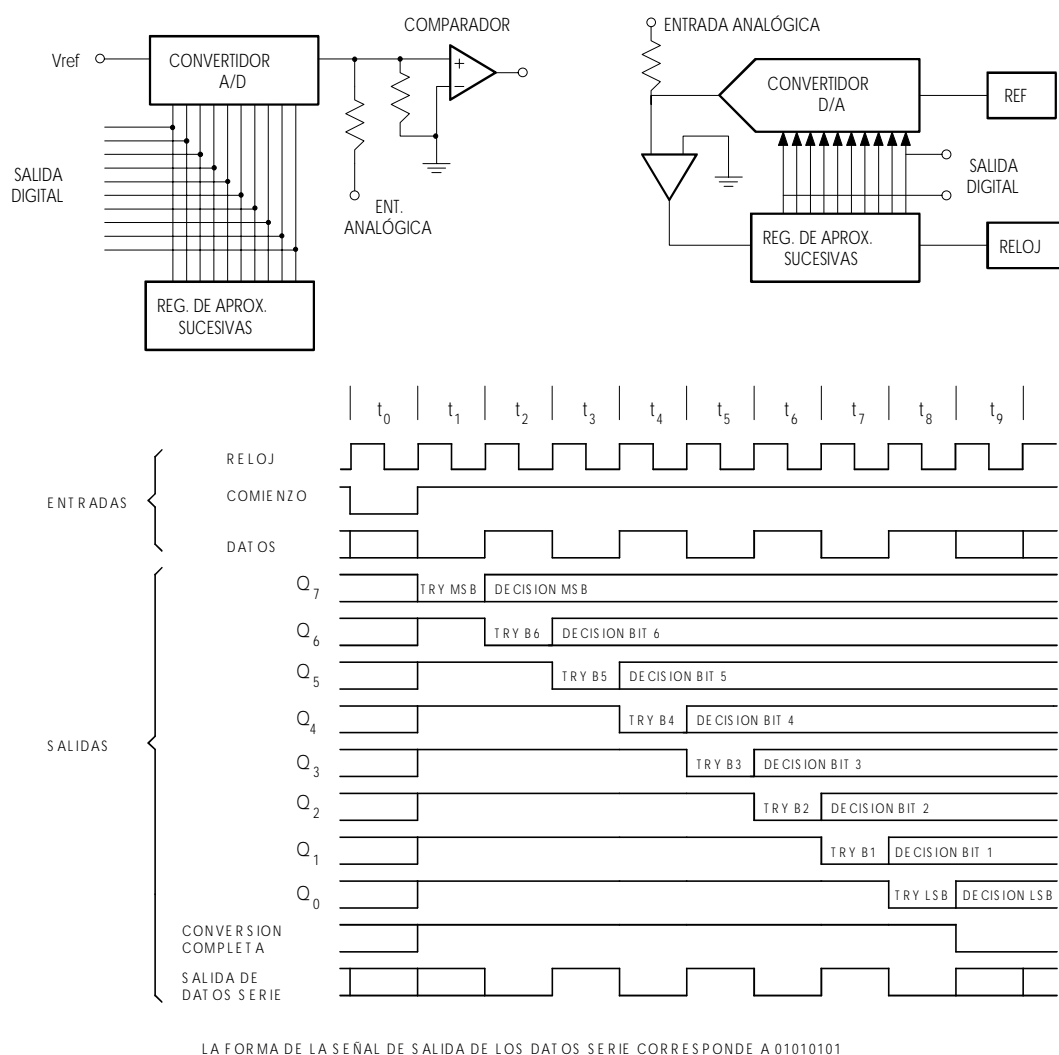 COMPARADOR
Vref
CONVERTIDOR
A/D
SALIDA
DIGITAL
ENT.
ANALÓGICA
REG. DE APROX.
SUCESIVAS
ENTRADA ANALÓGICA
CONVERTIDOR
D/A
REF
SALIDA
DIGITAL
REG. DE APROX.
SUCESIVAS
RELOJ
t0 t1 t2 t3 t4 t5 t6 t7 t8 t9
ENTRADAS
RELOJ
COMIENZO
DATOS
SALIDAS
Q7 TRY MSB DECISION MSB
Q6 TRY B6 DECISION BIT 6
Q5 TRY B5 DECISION BIT 5
Q4 TRY B4 DECISION BIT 4
Q3 TRY B3 DECISION BIT 3
Q2 TRY B2 DECISION BIT 2
Q1 TRY B1 DECISION BIT 1
Q0 TRY LSB DECISION LSB
CONVERSION
COMPLETA
SALIDA DE
DATOS SERIE
LA FORMA DE LA SEÑAL DE SALIDA DE LOS DATOS SERIE CORRESPONDE A 01010101